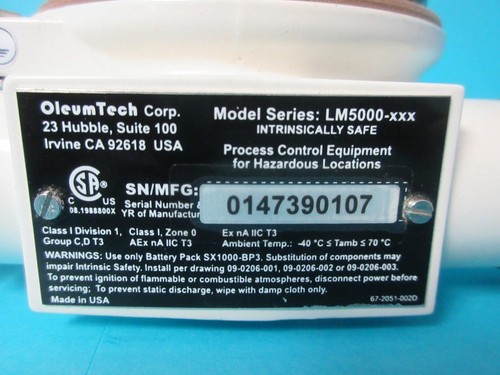 OleumTech Corp.
23 Hubble, Suite 100
Irvine CA 92618 USA
Model Series: LM5000-xxx
INTRINSICALLY SAFE
Process Control Equipment
for Hazardous Locations
C US
08.1988800X
SN/MFG:
Serial Number &
YR of Manufactur
0147390107
Class I Division 1,
Group C,D T3
Class I, Zone 0
AEx nA IIC T3
Ex nA IIC T3
Ambient Temp.: -40 °C ≤ Tamb ≤ 70 °C
WARNINGS: Use only Battery Pack SX1000-BP3. Substitution of components may
impair Intrinsic Safety. Install per drawing 09-0206-001, 09-0206-002 or 09-0206-003.
To prevent ignition of flammable or combustible atmospheres, disconnect power before
servicing; To prevent static discharge, wipe with damp cloth only.
Made in USA
67-2051-002D